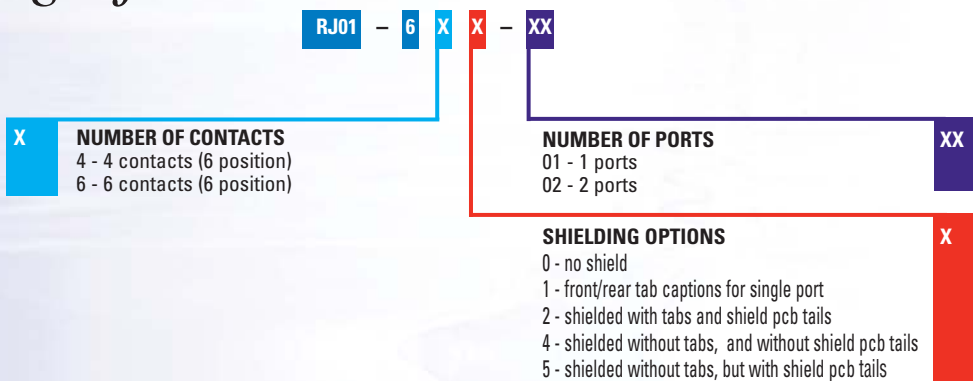 RJ01 – 6 X X – XX
X
NUMBER OF CONTACTS
4 - 4 contacts (6 position)
6 - 6 contacts (6 position)
NUMBER OF PORTS
01 - 1 ports
02 - 2 ports
XX
SHIELDING OPTIONS
0 - no shield
1 - front/rear tab captions for single port
2 - shielded with tabs and shield pcb tails
4 - shielded without tabs, and without shield pcb tails
5 - shielded without tabs, but with shield pcb tails
X